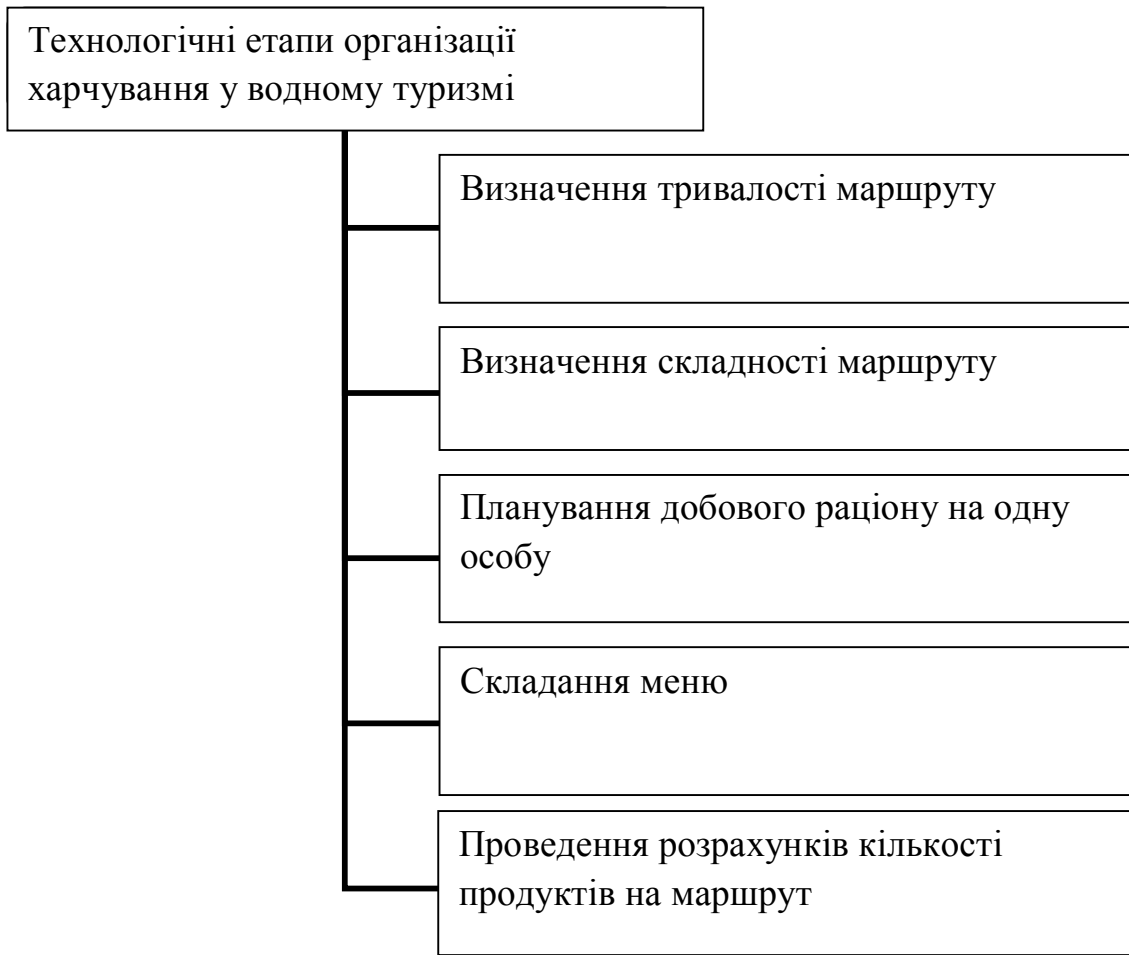 Технологічні етапи організації
харчування у водному туризмі
Визначення тривалості маршруту
Визначення складності маршруту
Планування добового раціону на одну
особу
Складання меню
Проведення розрахунків кількості
продуктів на маршрут